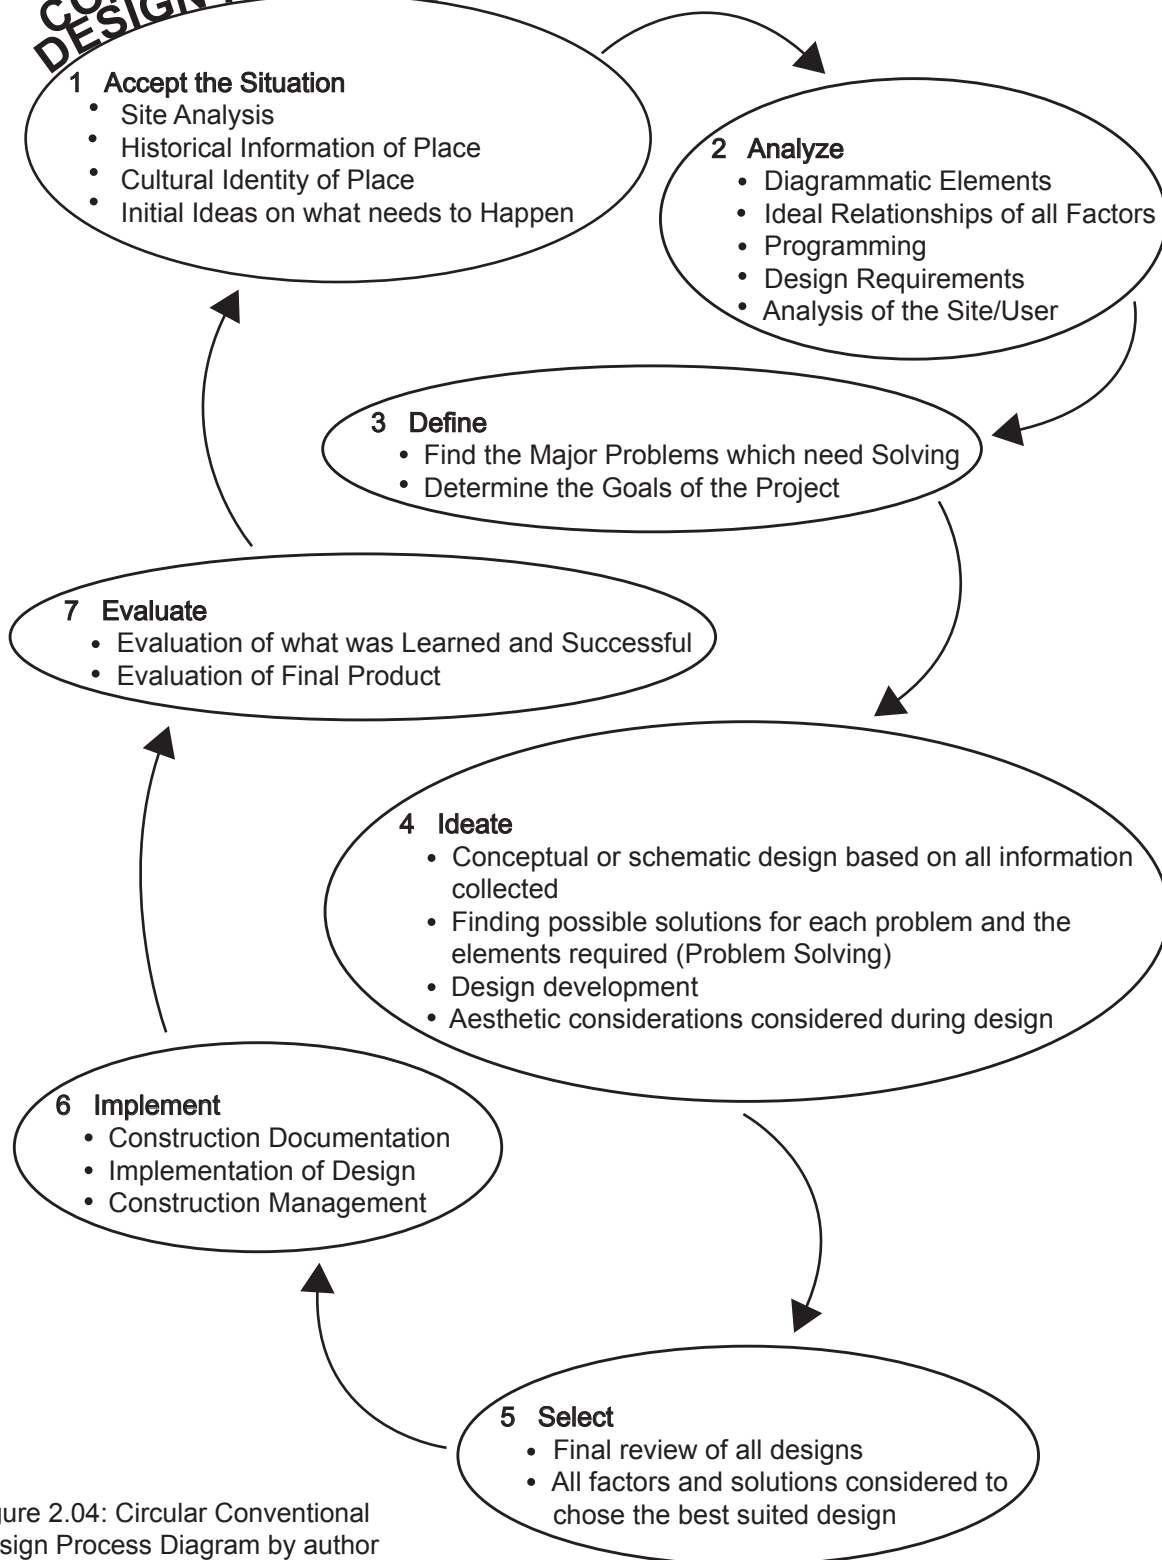 DESIGN
1 Accept the Situation
• Site Analysis
• Historical Information of Place
• Cultural Identity of Place
• Initial Ideas on what needs to Happen
2 Analyze
• Diagrammatic Elements
• Ideal Relationships of all Factors
• Programming
• Design Requirements
• Analysis of the Site/User
3 Define
• Find the Major Problems which need Solving
• Determine the Goals of the Project
7 Evaluate
• Evaluation of what was Learned and Successful
• Evaluation of Final Product
4 Ideate
• Conceptual or schematic design based on all information
collected
• Finding possible solutions for each problem and the
elements required (Problem Solving)
• Design development
• Aesthetic considerations considered during design
6 Implement
• Construction Documentation
• Implementation of Design
• Construction Management
5 Select
• Final review of all designs
• All factors and solutions considered to
chose the best suited design
gure 2.04: Circular Conventional
sign Process Diagram by author